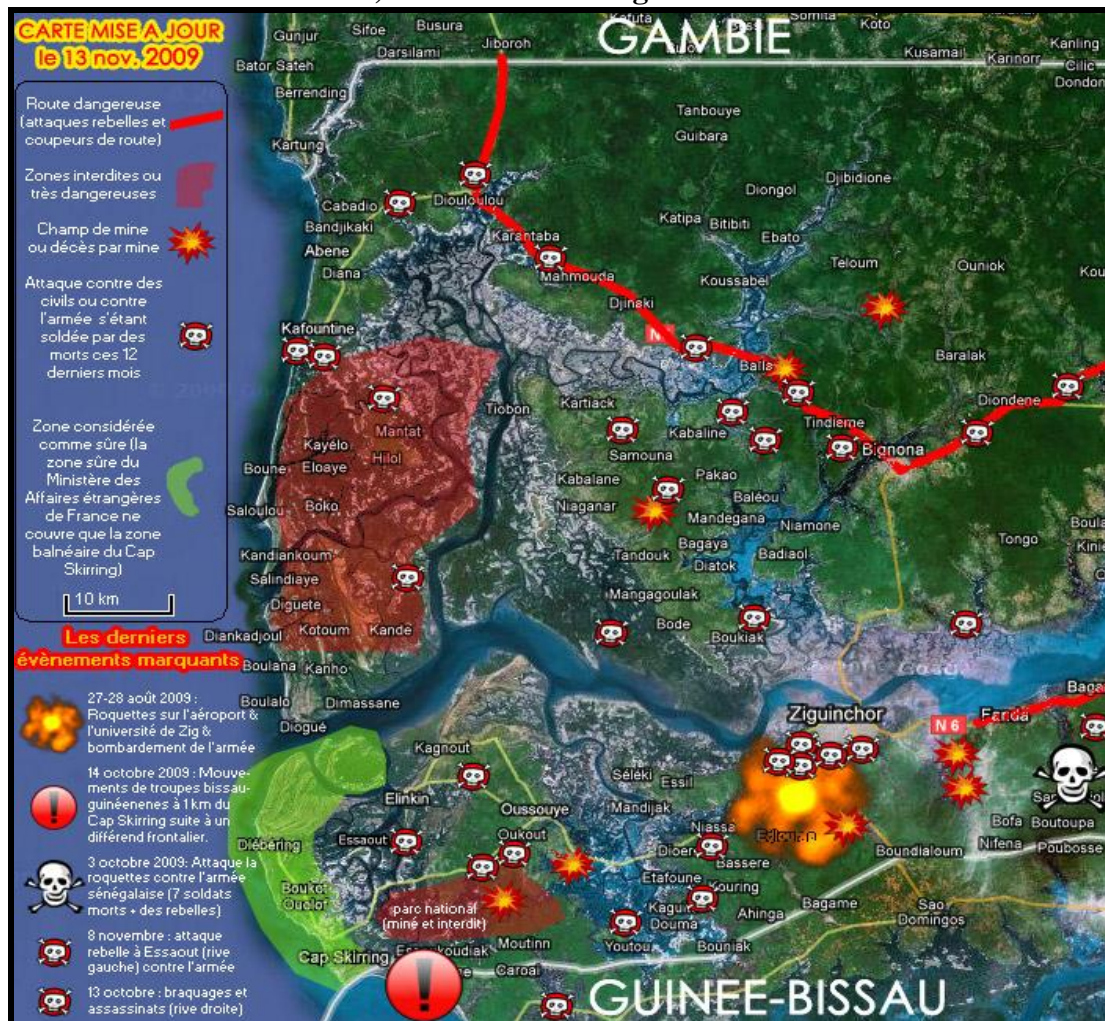 CARTE MISE A JOUR
le 13 nov. 2009
Route dangereuse
(attaques rebelles et
coupeurs de route)
Zones interdites ou
très dangereuses
Champ de mine
ou décès par mine
Attaque contre des
civils ou contre
l'armée s'étant
soldée par des
morts ces 12
derniers mois
Zone considérée
comme sûre (la
zone sûre du
Ministère des
Affaires étrangères
de France ne
couvre que la zone
balnéaire du Cap
Skirring)
10 km
Les derniers
évènements marquants
27-28 août 2009 :
Roquettes sur l'aéroport &
l'université de Zig &
bombardement de l'armée
14 octobre 2009 : Mouve-
ments de troupes bissau-
guinéenenes à 1 km du
Cap Skirring suite à un
différend frontalier.
3 octobre 2009: Attaque la
roquettes contre l'armée
sénégalaise (7 soldats
morts + des rebelles)
8 novembre : attaque
rebelle à Essaout (rive
gauche) contre l'armée
13 octobre : braquages et
assassinats (rive droite)
GAMBIE
Gunjur
Sifoe
Busura
Darsilami
Jiboroh
Somita
Koto
Kusamai
Karinorr
Kanling
Cilic
Dondon
Bator Sateh
Berrending
Kartung
Tanbouye
Guibara
Cabadio
Diouloulou
Diongol
Djibidione
Bandjikaki
Karantaba
Katipa
Bitibiti
Ebato
Abene
Mahmouda
Koussabel
Teloum
Ouniok
Diana
Djinaki
Kafountine
Balla
Baralak
Tiobon
Kartiack
Diondene
Mantat
Kabaline
Tindieme
Kayélo
Hilol
Samouna
Bignona
Boune
Eloaye
Kabalane
Pakao
Boko
Niaganar
Baléou
Saloulou
Mandegana
Niamone
Kandiankoum
Tandouk
Bagaya
Badiaol
Tongo
Salindiaye
Diatok
Diguete
Mangagoulak
Diankadjoul
Kotoum
Kande
Bode
Boukiak
Boulana
Kanho
Boulalo
Dimassane
Diogué
Ziguinchor
N 6
Fanda
Kagnout
Séléki
Essil
Elinkin
Mandijak
Oussouye
Niassa
Bofa
Boutoupa
Essaout
Oukout
Nifena
Poubosse
Diébéring
Bassere
Boundialoum
Etafoune
Boukot
Ouolof
Kouring
parc national
(miné et interdit)
Kagui
Douma
Ahinga
Bagame
Sao
Domingos
Cap Skirring
Moutinn
Youtou
Bouniak
Caroai
GUINEE-BISSAU